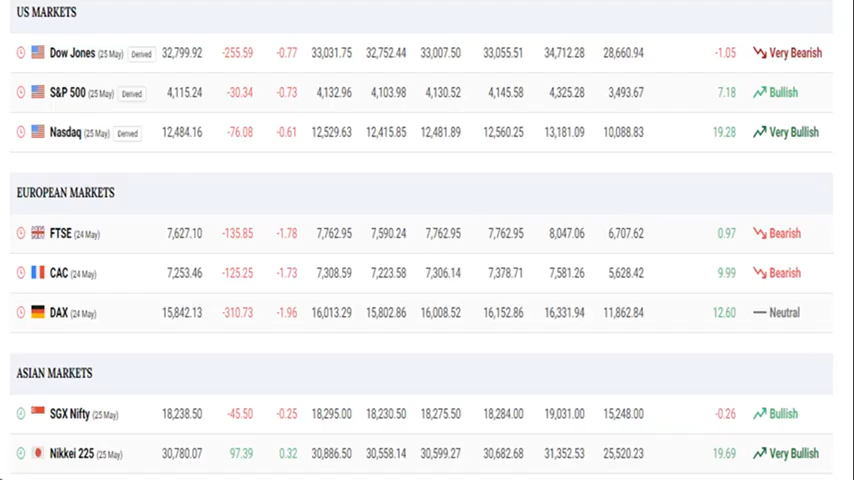 US MARKETS
Dow Jones (25 May) Derived 32,799.92 -255.59 -0.77 33,031.75 32,752.44 33,007.50 33,055.51 34,712.28 28,660.94 -1.05 Very Bearish
S&P 500 (25 May) Derived 4,115.24 -30.34 -0.73 4,132.96 4,103.98 4,130.52 4,145.58 4,325.28 3,493.67 7.18 Bullish
Nasdaq (25 May) Derived 12,484.16 -76.08 -0.61 12,529.63 12,415.85 12,481.89 12,560.25 13,181.09 10,088.83 19.28 Very Bullish
EUROPEAN MARKETS
FTSE (24 May) 7,627.10 -135.85 -1.78 7,762.95 7,590.24 7,762.95 7,762.95 8,047.06 6,707.62 0.97 Bearish
CAC (24 May) 7,253.46 -125.25 -1.73 7,308.59 7,223.58 7,306.14 7,378.71 7,581.26 5,628.42 9.99 Bearish
DAX (24 May) 15,842.13 -310.73 -1.96 16,013.29 15,802.86 16,008.52 16,152.86 16,331.94 11,862.84 12.60 Neutral
ASIAN MARKETS
SGX Nifty (25 May) 18,238.50 -45.50 -0.25 18,295.00 18,230.50 18,275.50 18,284.00 19,031.00 15,248.00 -0.26 Bullish
Nikkei 225 (25 May) 30,780.07 97.39 0.32 30,886.50 30,558.14 30,599.27 30,682.68 31,352.53 25,520.23 19.69 Very Bullish